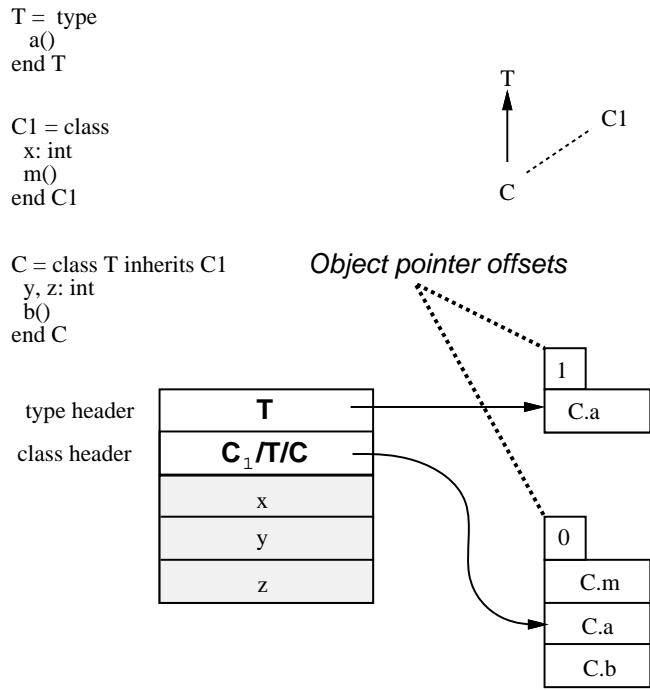 T = type
a()
end T
T
C1
C1 = class
x: int
m()
end C1
C
C = class T inherits C1
y, z: int
b()
end C
Object pointer offsets
1
type header
T
C.a
class header
C₁/T/C
x
y
0
z
C.m
C.a
C.b